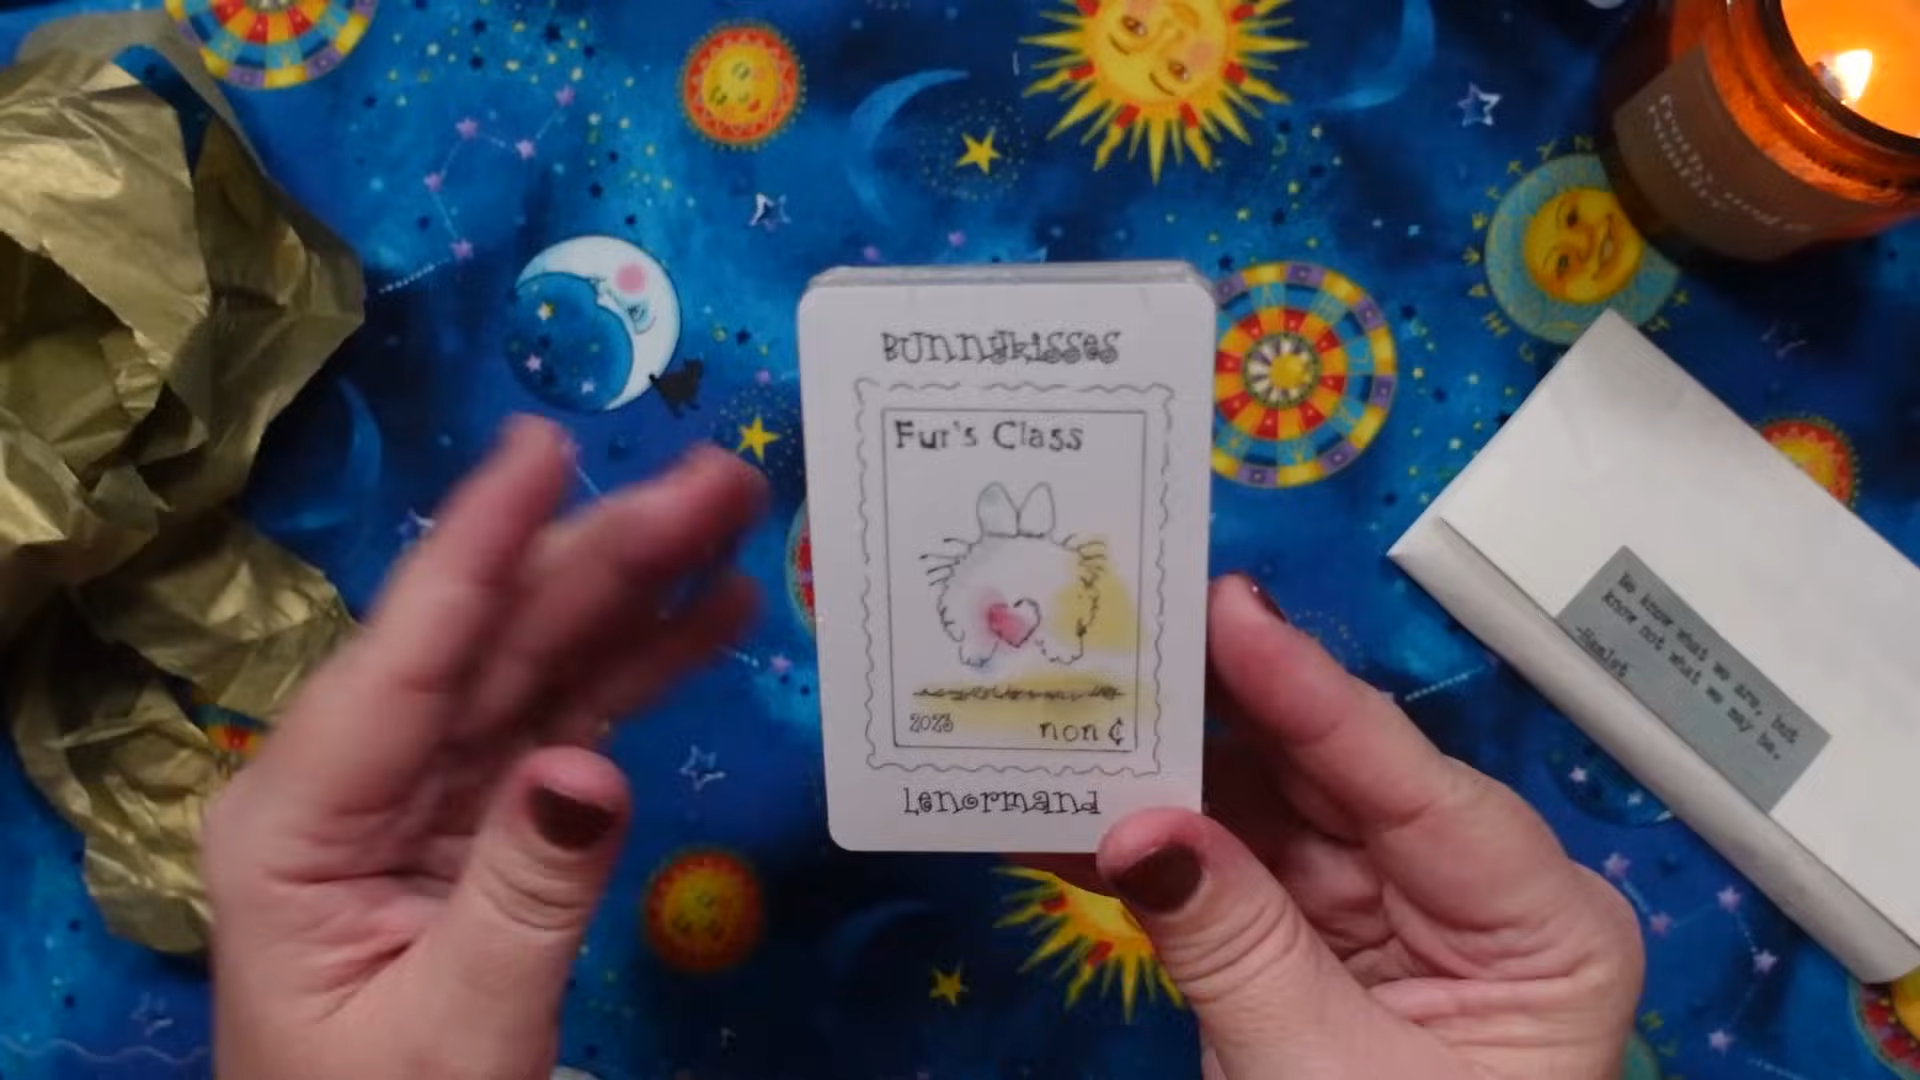 Bunnykisses
Fur's Class
2023
non ¢
Lenormand
We know what we are, but
know not what we may be.
-Hamlet